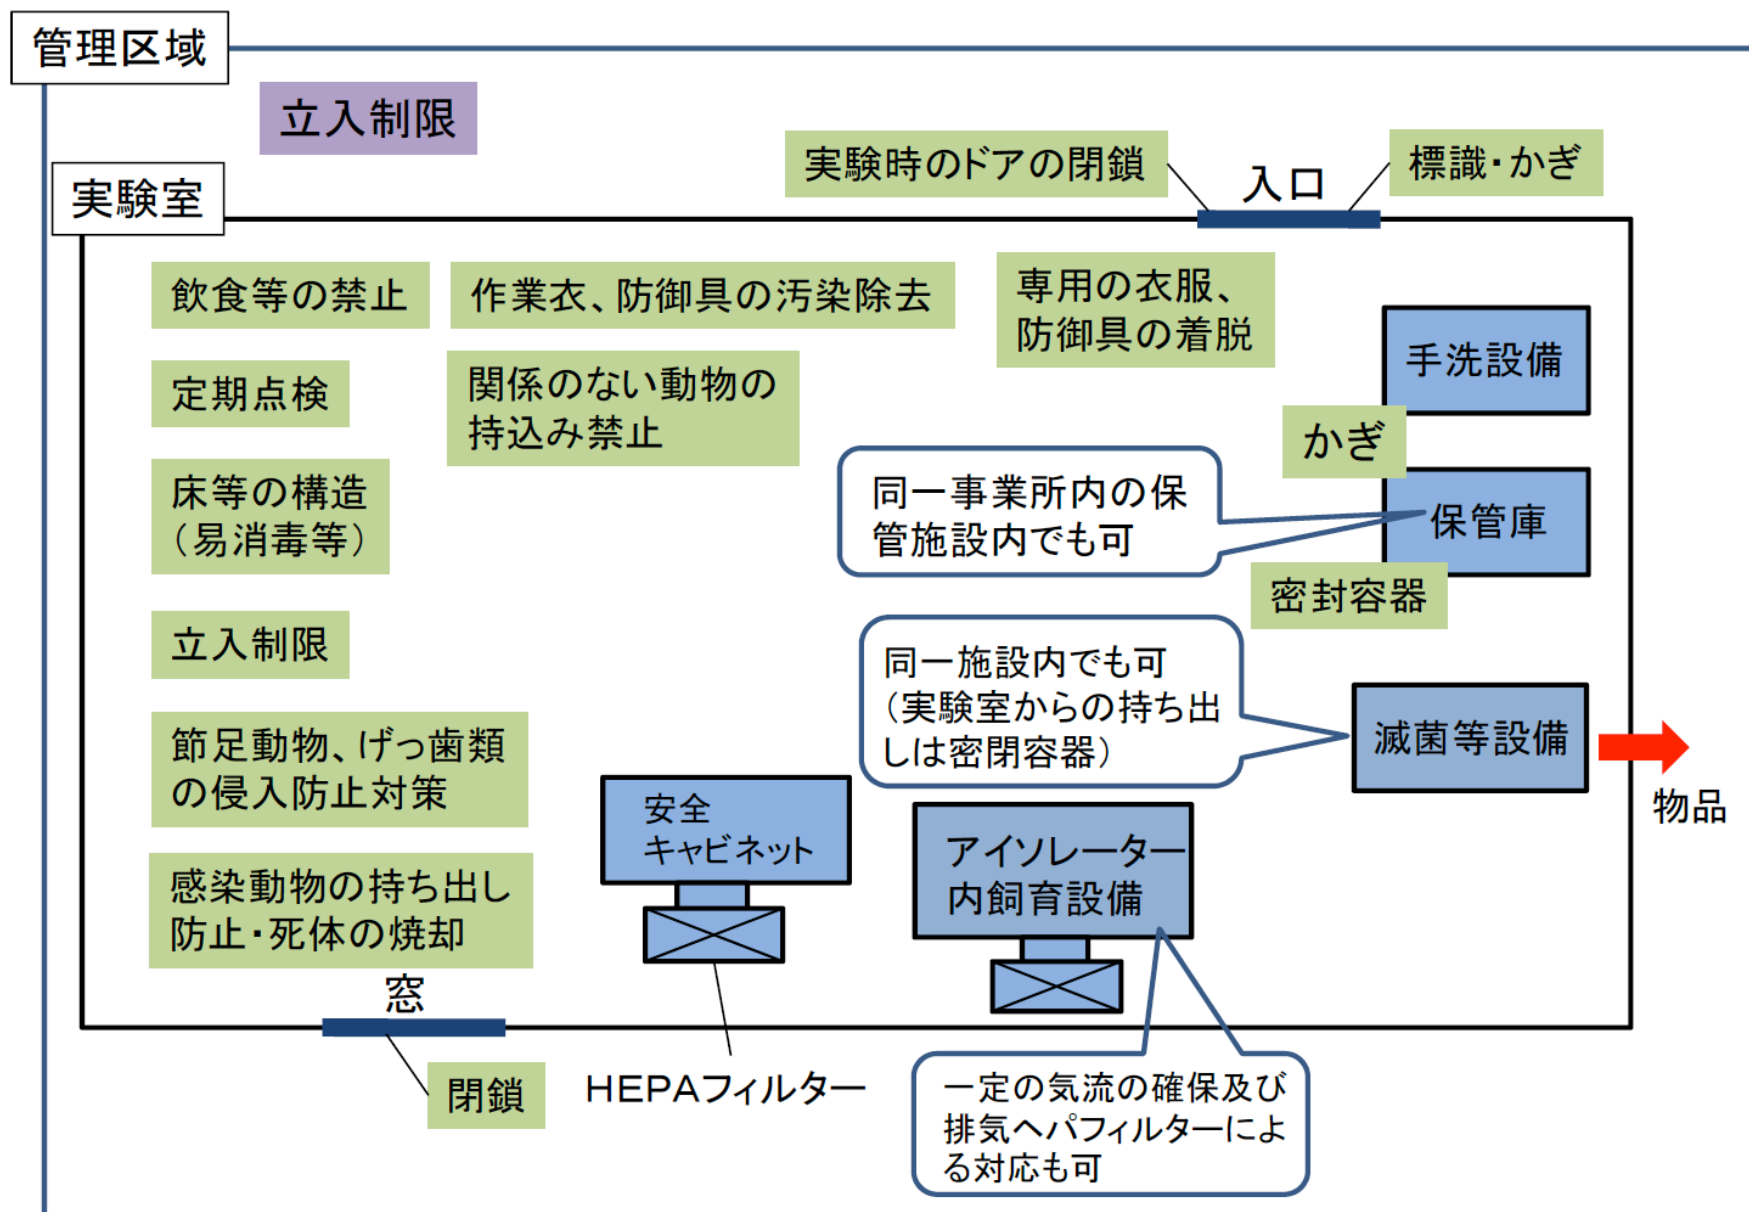 管理区域
立入制限
実験時のドアの閉鎖
入口
標識・かぎ
実験室
飲食等の禁止
作業衣、防御具の汚染除去
専用の衣服、
防御具の着脱
手洗設備
定期点検
関係のない動物の
持込み禁止
かぎ
床等の構造
（易消毒等）
同一事業所内の保
管施設内でも可
保管庫
密封容器
立入制限
同一施設内でも可
（実験室からの持ち出
しは密閉容器）
滅菌等設備
物品
節足動物、げっ歯類
の侵入防止対策
安全
キャビネット
アイソレーター
内飼育設備
感染動物の持ち出し
防止・死体の焼却
窓
閉鎖
HEPAフィルター
一定の気流の確保及び
排気ヘパフィルターによ
る対応も可